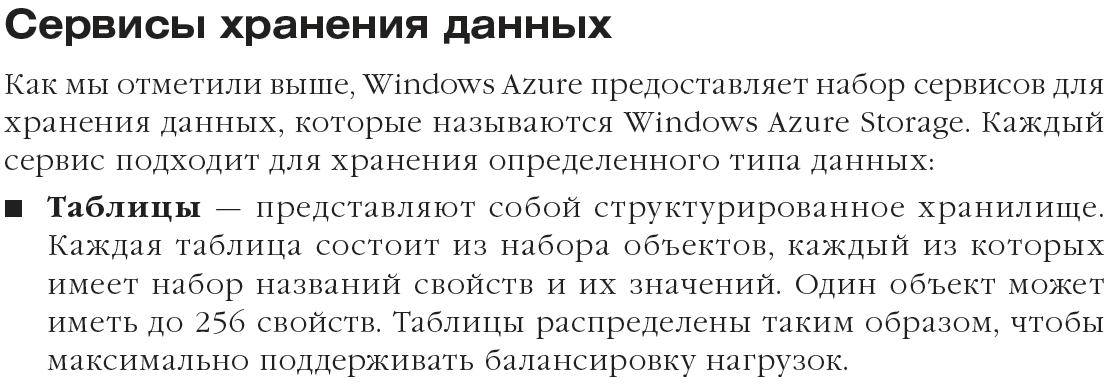 Сервисы хранения данных
Как мы отметили выше, Windows Azure предоставляет набор сервисов для
хранения данных, которые называются Windows Azure Storage. Каждый
сервис подходит для хранения определенного типа данных:
■ Таблицы — представляют собой структурированное хранилище.
Каждая таблица состоит из набора объектов, каждый из которых
имеет набор названий свойств и их значений. Один объект может
иметь до 256 свойств. Таблицы распределены таким образом, чтобы
максимально поддерживать балансировку нагрузок.